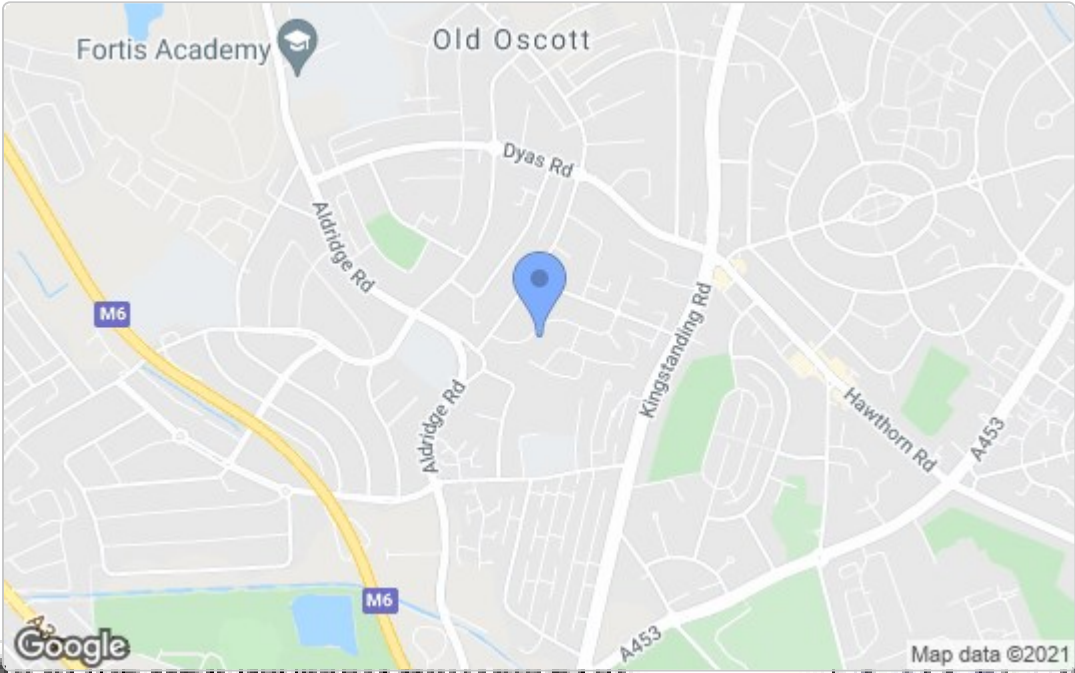 Old Oscott
Fortis Academy
Dyas Rd
Aldridge Rd
M6
Kingstanding Rd
Aldridge Rd
Hawthorn Rd
A453
M6
A453
Google
Map data ©2021